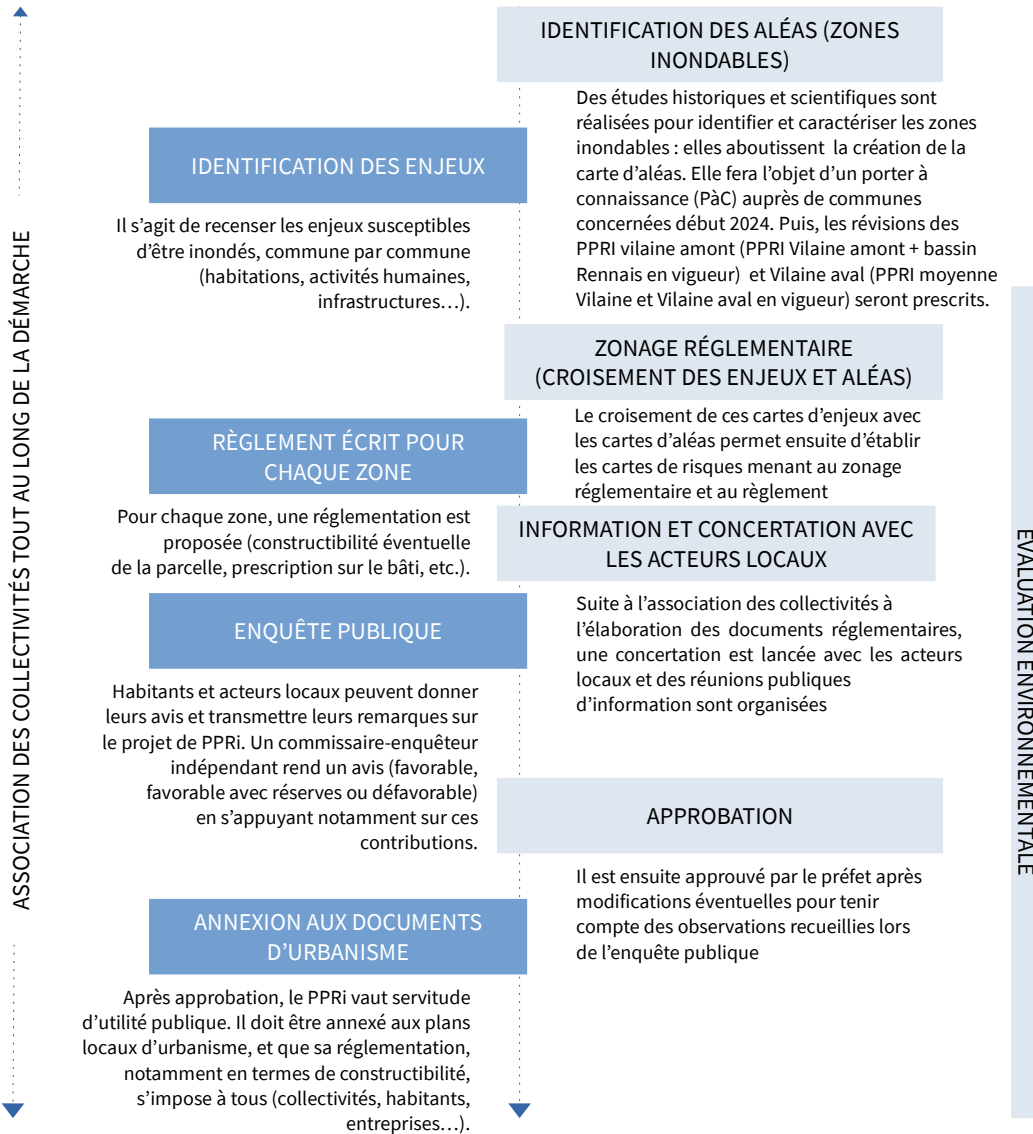 ASSOCIATION DES COLLECTIVITÉS TOUT AU LONG DE LA DÉMARCHE
IDENTIFICATION DES ALÉAS (ZONES
INONDABLES)
Des études historiques et scientifiques sont
réalisées pour identifier et caractériser les zones
inondables : elles aboutissent la création de la
carte d’aléas. Elle fera l’objet d’un porter à
connaissance (PàC) auprès de communes
concernées début 2024. Puis, les révisions des
PPRI vilaine amont (PPRI Vilaine amont + bassin
Rennais en vigueur) et Vilaine aval (PPRI moyenne
Vilaine et Vilaine aval en vigueur) seront prescrits.
IDENTIFICATION DES ENJEUX
Il s’agit de recenser les enjeux susceptibles
d’être inondés, commune par commune
(habitations, activités humaines,
infrastructures…).
ZONAGE RÉGLEMENTAIRE
(CROISEMENT DES ENJEUX ET ALÉAS)
Le croisement de ces cartes d’enjeux avec
les cartes d’aléas permet ensuite d’établir
les cartes de risques menant au zonage
réglementaire et au règlement
RÈGLEMENT ÉCRIT POUR
CHAQUE ZONE
Pour chaque zone, une réglementation est
proposée (constructibilité éventuelle
de la parcelle, prescription sur le bâti, etc.).
INFORMATION ET CONCERTATION AVEC
LES ACTEURS LOCAUX
Suite à l’association des collectivités à
l’élaboration des documents réglementaires,
une concertation est lancée avec les acteurs
locaux et des réunions publiques
d’information sont organisées
ENQUÊTE PUBLIQUE
Habitants et acteurs locaux peuvent donner
leurs avis et transmettre leurs remarques sur
le projet de PPRi. Un commissaire-enquêteur
indépendant rend un avis (favorable,
favorable avec réserves ou défavorable)
en s’appuyant notamment sur ces
contributions.
APPROBATION
Il est ensuite approuvé par le préfet après
modifications éventuelles pour tenir
compte des observations recueillies lors
de l’enquête publique
ANNEXION AUX DOCUMENTS
D’URBANISME
Après approbation, le PPRi vaut servitude
d’utilité publique. Il doit être annexé aux plans
locaux d’urbanisme, et que sa réglementation,
notamment en termes de constructibilité,
s’impose à tous (collectivités, habitants,
entreprises…).
EVALUATION ENVIRONNEMENTALE